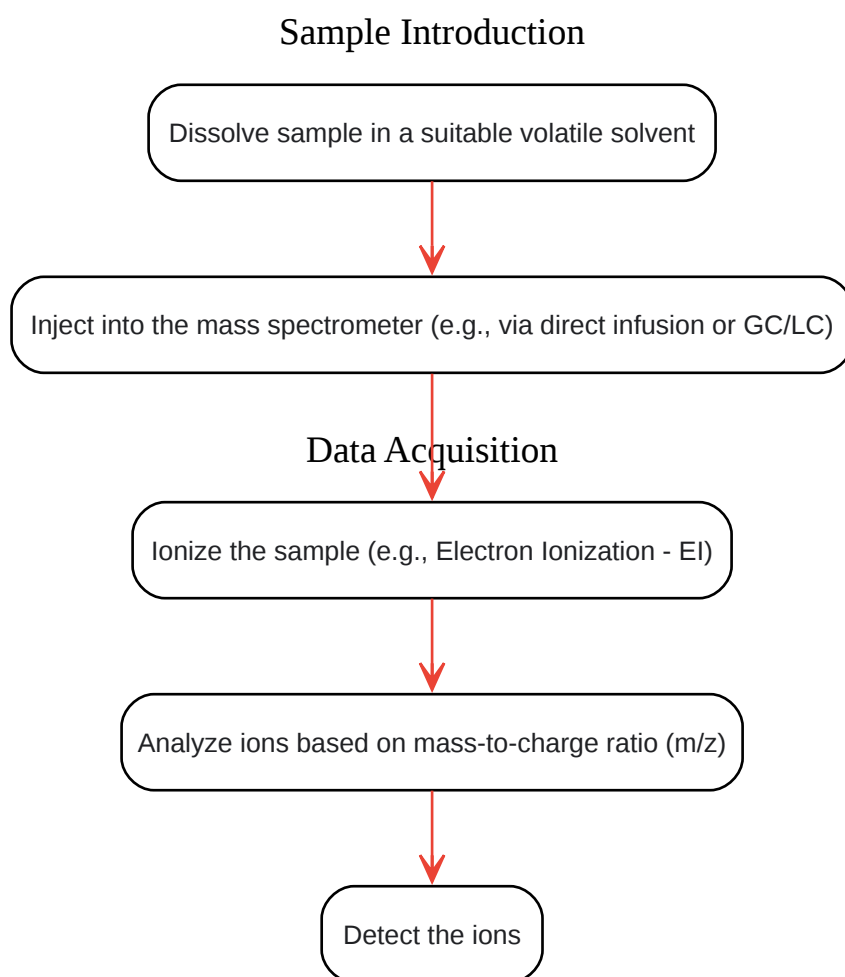 Sample Introduction
Dissolve sample in a suitable volatile solvent
Inject into the mass spectrometer (e.g., via direct infusion or GC/LC)
Data Acquisition
Ionize the sample (e.g., Electron Ionization - EI)
Analyze ions based on mass-to-charge ratio (m/z)
Detect the ions